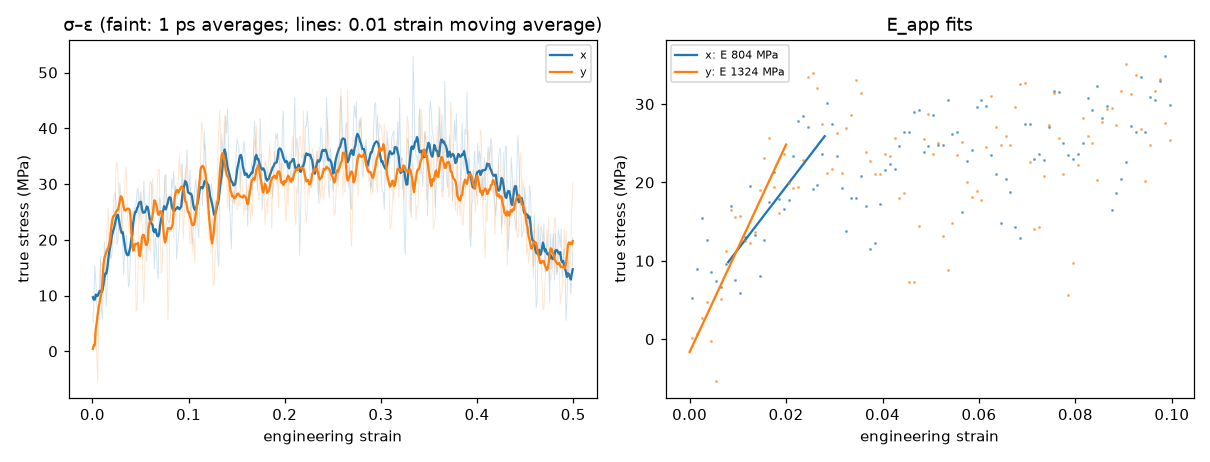 σ–ε (faint: 1 ps averages; lines: 0.01 strain moving average)
x
y
50
40
30
20
10
0
true stress (MPa)
0.0 0.1 0.2 0.3 0.4 0.5
engineering strain
E_app fits
x: E 804 MPa
y: E 1324 MPa
30
20
10
0
true stress (MPa)
0.00 0.02 0.04 0.06 0.08 0.10
engineering strain